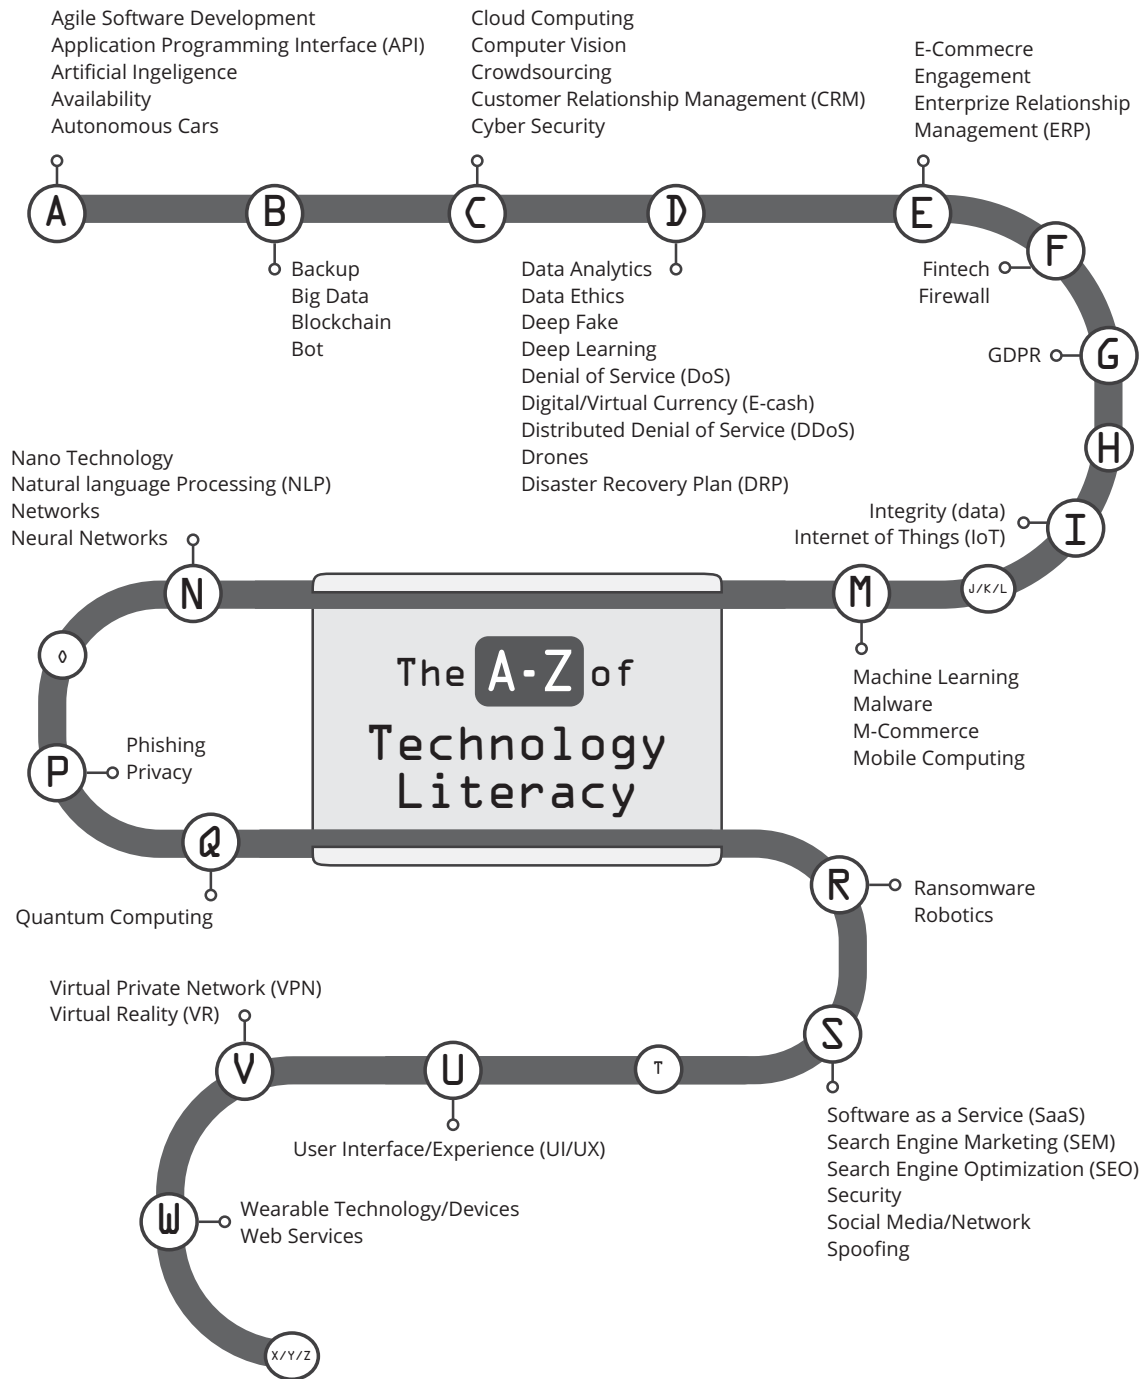 Agile Software Development
Application Programming Interface (API)
Artificial Ingeligence
Availability
Autonomous Cars
A
B
Backup
Big Data
Blockchain
Bot
Cloud Computing
Computer Vision
Crowdsourcing
Customer Relationship Management (CRM)
Cyber Security
C
D
Data Analytics
Data Ethics
Deep Fake
Deep Learning
Denial of Service (DoS)
Digital/Virtual Currency (E-cash)
Distributed Denial of Service (DDoS)
Drones
Disaster Recovery Plan (DRP)
E-Commecre
Engagement
Enterprize Relationship
Management (ERP)
E
F
Fintech
Firewall
G
GDPR
H
I
Integrity (data)
Internet of Things (IoT)
J/K/L
M
Machine Learning
Malware
M-Commerce
Mobile Computing
The A-Z of
Technology
Literacy
Nano Technology
Natural language Processing (NLP)
Networks
Neural Networks
N
O
P
Phishing
Privacy
Q
Quantum Computing
R
Ransomware
Robotics
S
Software as a Service (SaaS)
Search Engine Marketing (SEM)
Search Engine Optimization (SEO)
Security
Social Media/Network
Spoofing
T
U
User Interface/Experience (UI/UX)
Virtual Private Network (VPN)
Virtual Reality (VR)
V
W
Wearable Technology/Devices
Web Services
X/Y/Z